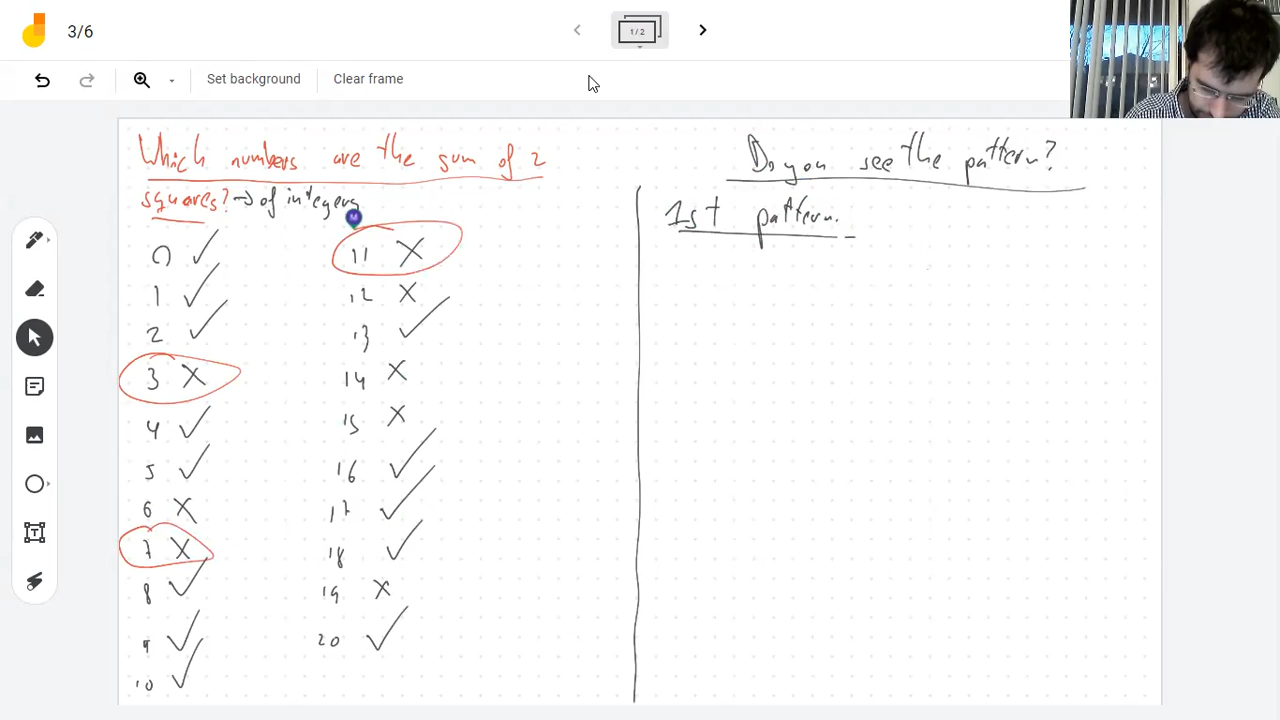 3/6
1/2
Set background
Clear frame
Which numbers are the sum of 2
squares? → of integers
M
0 ✓
1 ✓
2 ✓
3 X
4 ✓
5 ✓
6 X
7 X
8 ✓
9 ✓
10 ✓
11 X
12 X
13 ✓
14 X
15 X
16 ✓
17 ✓
18 ✓
19 X
20 ✓
Do you see the pattern?
1st pattern.